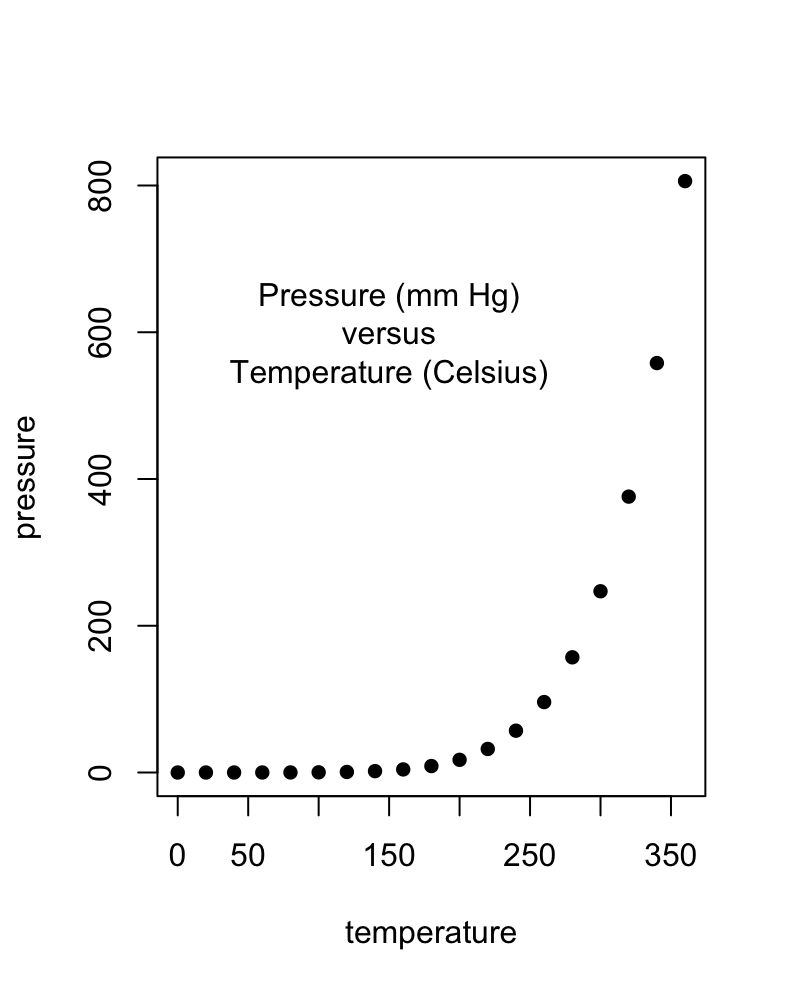 Pressure (mm Hg)
versus
Temperature (Celsius)
pressure
800
600
400
200
0
0 50 150 250 350
temperature